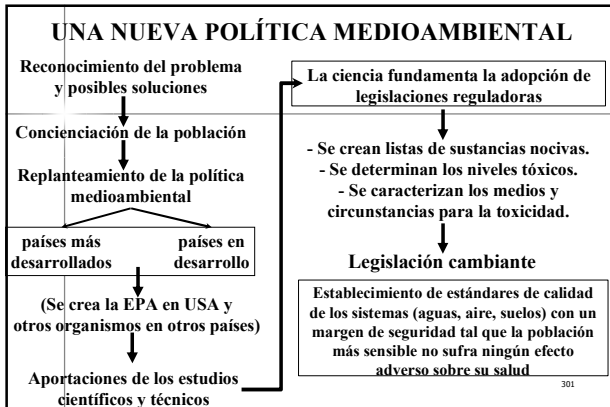 UNA NUEVA POLÍTICA MEDIOAMBIENTAL
Reconocimiento del problema
y posibles soluciones
Concienciación de la población
Replanteamiento de la política
medioambiental
países más
desarrollados
países en
desarrollo
(Se crea la EPA en USA y
otros organismos en otros países)
Aportaciones de los estudios
científicos y técnicos
La ciencia fundamenta la adopción de
legislaciones reguladoras
- Se crean listas de sustancias nocivas.
- Se determinan los niveles tóxicos.
- Se caracterizan los medios y
circunstancias para la toxicidad.
Legislación cambiante
Establecimiento de estándares de calidad
de los sistemas (aguas, aire, suelos) con un
margen de seguridad tal que la población
más sensible no sufra ningún efecto
adverso sobre su salud
301